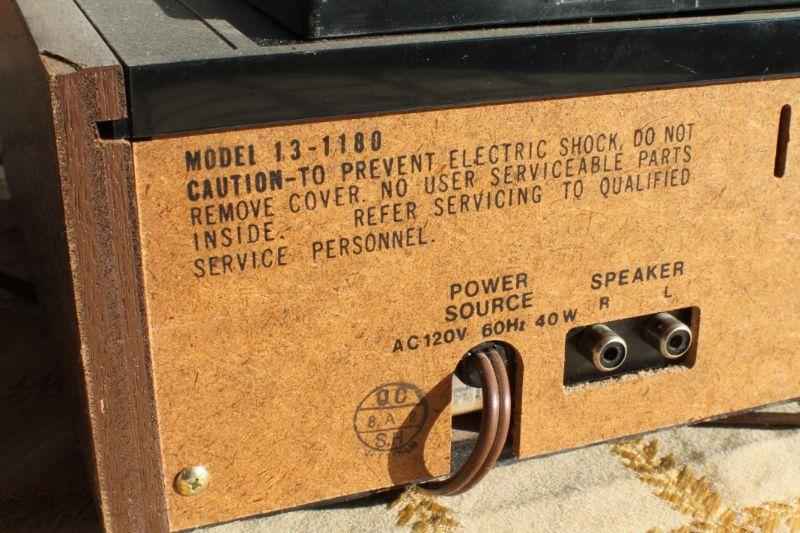 MODEL 13-1180
CAUTION-TO PREVENT ELECTRIC SHOCK, DO NOT
REMOVE COVER. NO USER SERVICEABLE PARTS
INSIDE. REFER SERVICING TO QUALIFIED
SERVICE PERSONNEL.
POWER
SOURCE
AC120V 60Hz 40W
SPEAKER
R L
Q.C
8, A
S.H